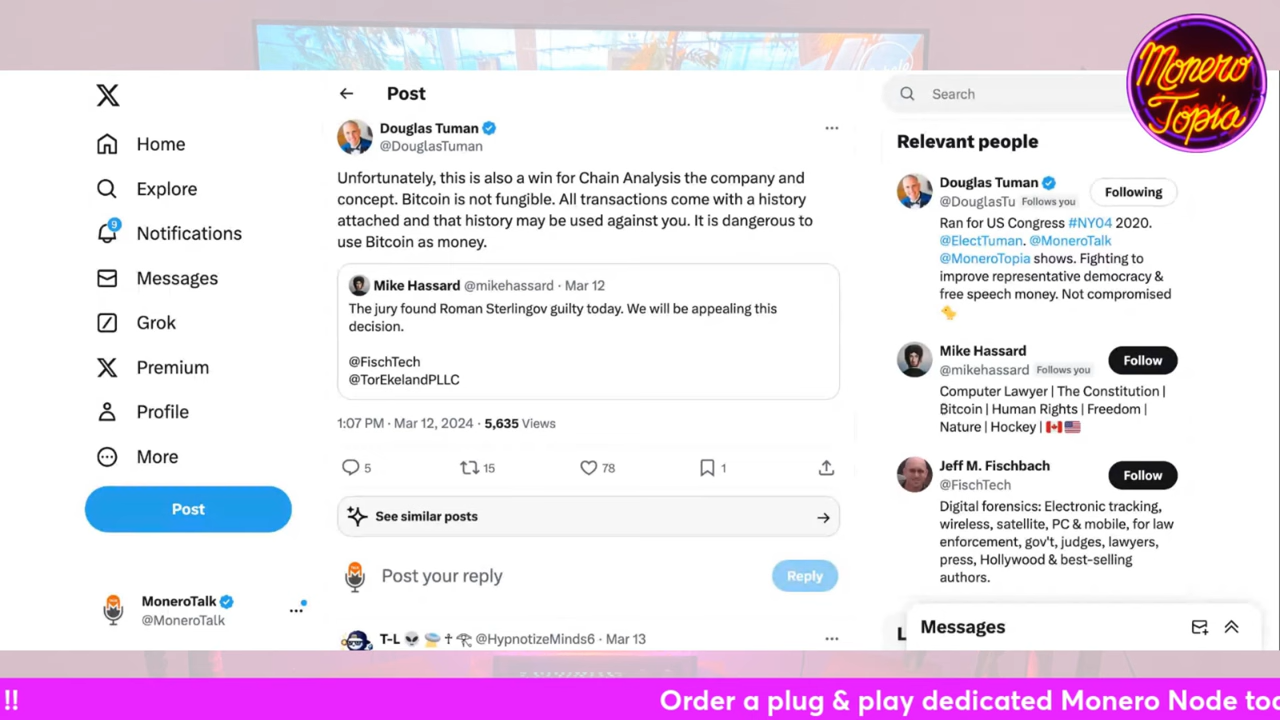 Monero
Topia
Home
Explore
9
Notifications
Messages
Grok
Premium
Profile
More
Post
MoneroTalk
@MoneroTalk
Post
Douglas Tuman
@DouglasTuman
Unfortunately, this is also a win for Chain Analysis the company and
concept. Bitcoin is not fungible. All transactions come with a history
attached and that history may be used against you. It is dangerous to
use Bitcoin as money.
Mike Hassard @mikehassard · Mar 12
The jury found Roman Sterlingov guilty today. We will be appealing this
decision.
@FischTech
@TorEkelandPLLC
1:07 PM · Mar 12, 2024 · 5,635 Views
5 15 78 1
See similar posts
Post your reply
Reply
T-L @HypnotizeMinds6 · Mar 13
Search
Relevant people
Douglas Tuman
@DouglasTu Follows you
Following
Ran for US Congress #NY04 2020.
@ElectTuman. @MoneroTalk
@MoneroTopia shows. Fighting to
improve representative democracy &
free speech money. Not compromised
Mike Hassard
@mikehassard Follows you
Follow
Computer Lawyer | The Constitution |
Bitcoin | Human Rights | Freedom |
Nature | Hockey |
Jeff M. Fischbach
@FischTech
Follow
Digital forensics: Electronic tracking,
wireless, satellite, PC & mobile, for law
enforcement, gov't, judges, lawyers,
press, Hollywood & best-selling
authors.
Messages
!! Order a plug & play dedicated Monero Node